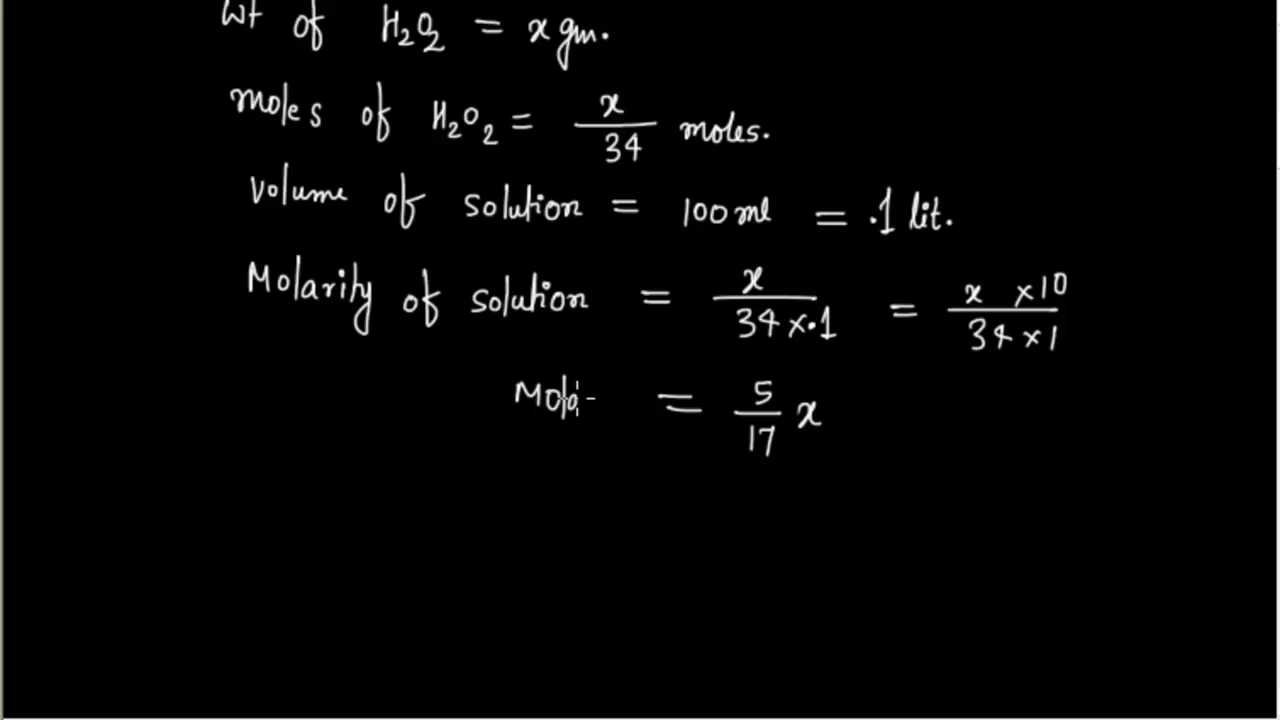 Wt of H₂O₂ = x gm.
moles of H₂O₂ = x/34 moles.
volume of solution = 100 ml = .1 lit.
Molarity of solution = x/(34 × .1) = (x × 10)/(34 × 1)
= 5/17 x